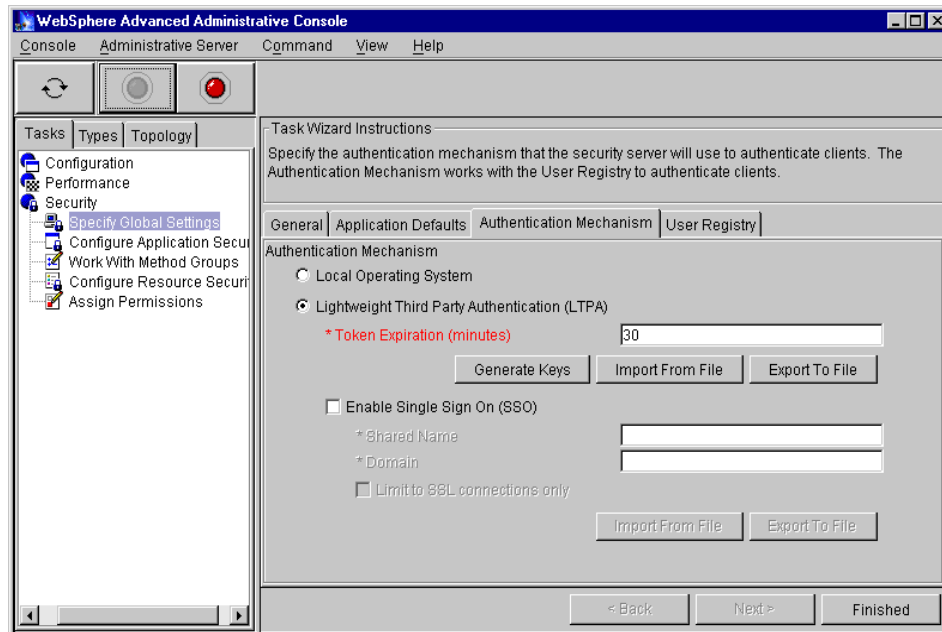 WebSphere Advanced Administrative Console
Console Administrative Server Command View Help
Tasks Types Topology
Configuration
Performance
Security
Specify Global Settings
Configure Application Secu
Work With Method Groups
Configure Resource Securi
Assign Permissions
Task Wizard Instructions
Specify the authentication mechanism that the security server will use to authenticate clients. The
Authentication Mechanism works with the User Registry to authenticate clients.
General Application Defaults Authentication Mechanism User Registry
Authentication Mechanism
Local Operating System
Lightweight Third Party Authentication (LTPA)
* Token Expiration (minutes) 30
Generate Keys Import From File Export To File
Enable Single Sign On (SSO)
* Shared Name
* Domain
Limit to SSL connections only
Import From File Export To File
< Back Next > Finished